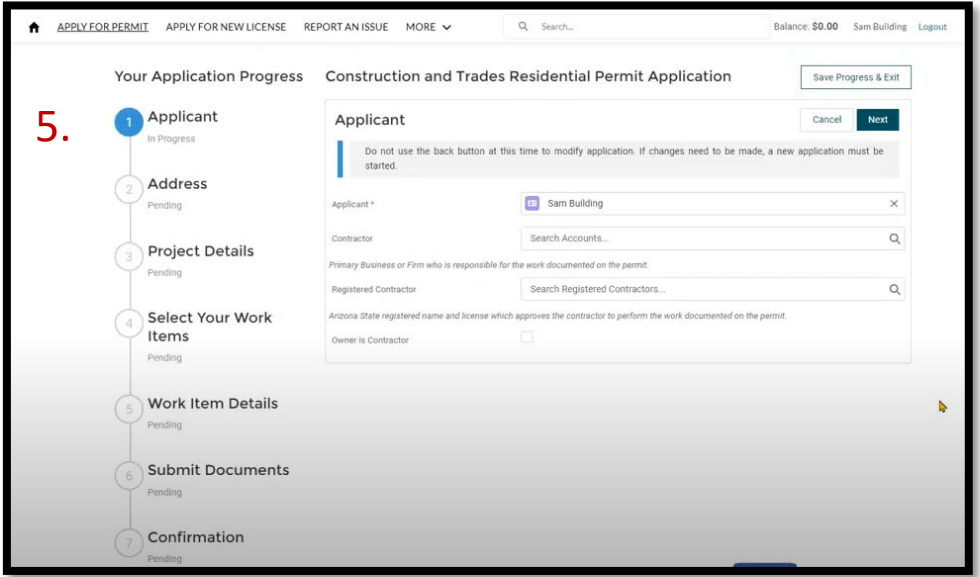 APPLY FOR PERMIT APPLY FOR NEW LICENSE REPORT AN ISSUE MORE Search... Balance: $0.00 Sam Building Logout
Your Application Progress
Construction and Trades Residential Permit Application
Save Progress & Exit
5.
1 Applicant
In Progress
2 Address
Pending
3 Project Details
Pending
4 Select Your Work
Items
Pending
5 Work Item Details
Pending
6 Submit Documents
Pending
7 Confirmation
Pending
Applicant
Cancel Next
Do not use the back button at this time to modify application. If changes need to be made, a new application must be
started.
Applicant * Sam Building
Contractor Search Accounts...
Primary Business or Firm who is responsible for the work documented on the permit.
Registered Contractor Search Registered Contractors...
Arizona State registered name and license which approves the contractor to perform the work documented on the permit.
Owner is Contractor